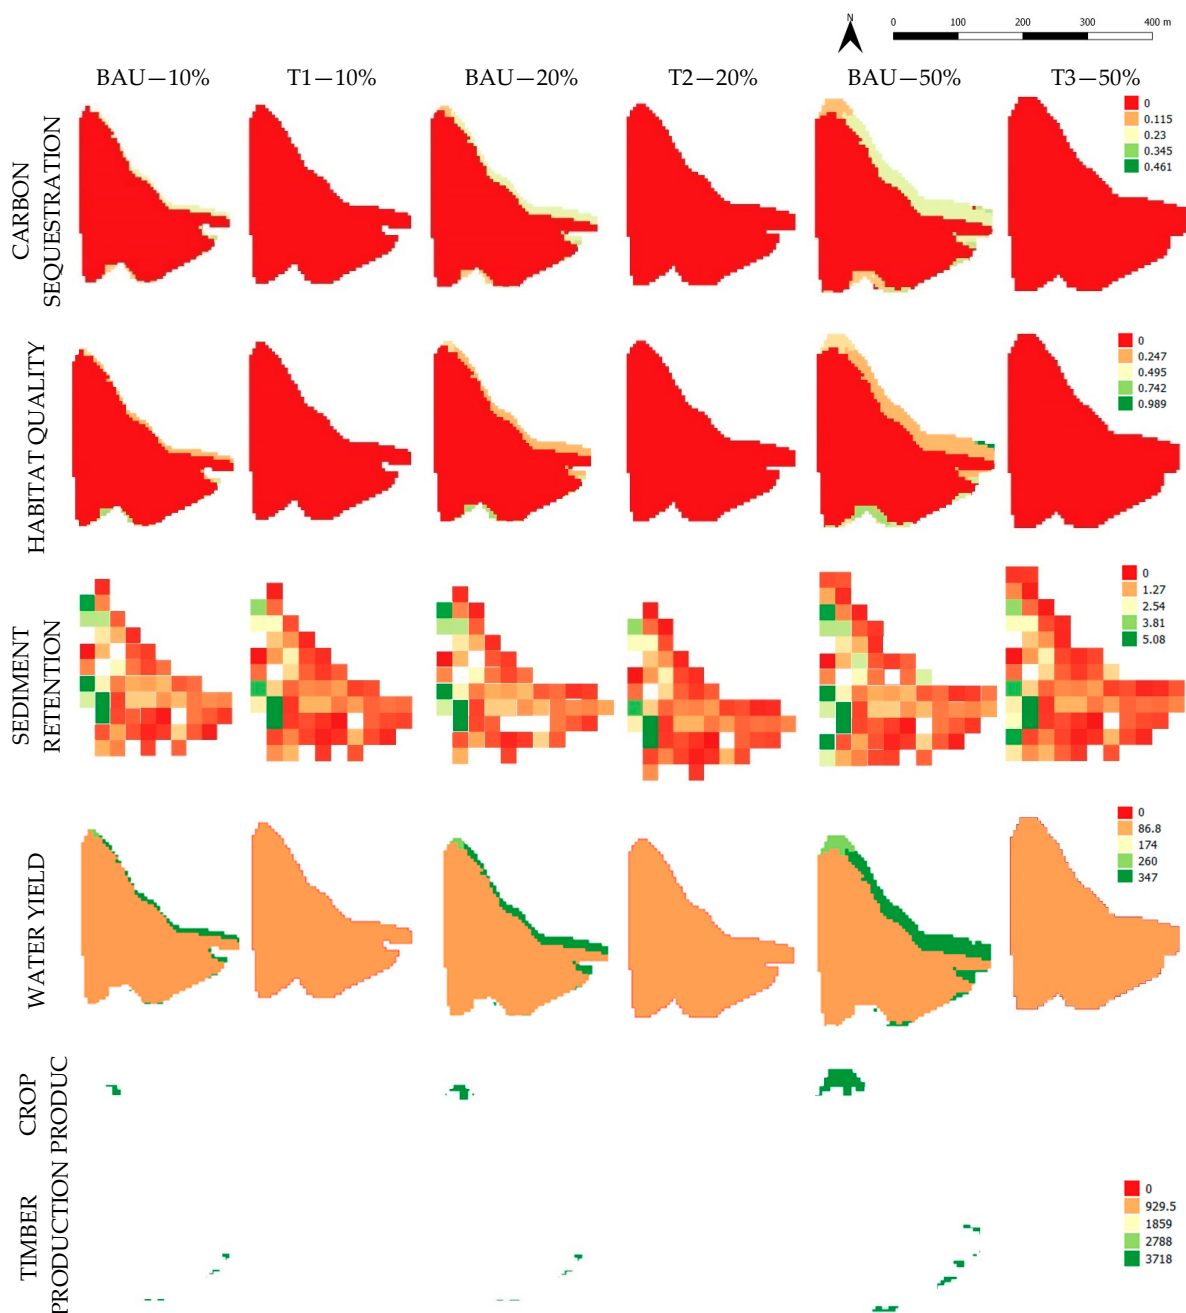 N
0 100 200 300 400 m
BAU—10% T1—10% BAU—20% T2—20% BAU—50% T3—50%
CARBON
SEQUESTRATION
0
0.115
0.23
0.345
0.461
HABITAT QUALITY
0
0.247
0.495
0.742
0.989
SEDIMENT
RETENTION
0
1.27
2.54
3.81
5.08
WATER YIELD
0
86.8
174
260
347
CROP
PRODUC
TIMBER
PRODUCTION
0
929.5
1859
2788
3718